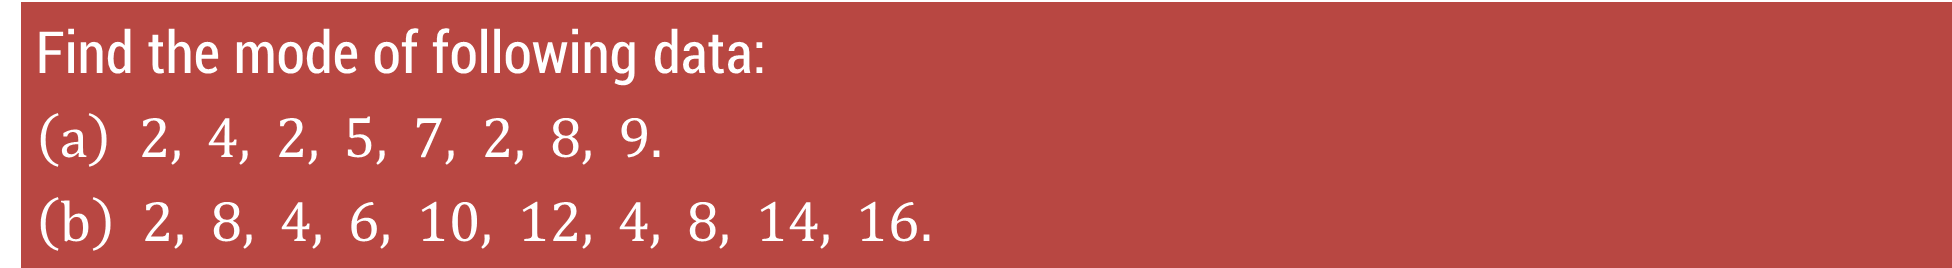 Find the mode of following data:
(a) 2, 4, 2, 5, 7, 2, 8, 9.
(b) 2, 8, 4, 6, 10, 12, 4, 8, 14, 16.